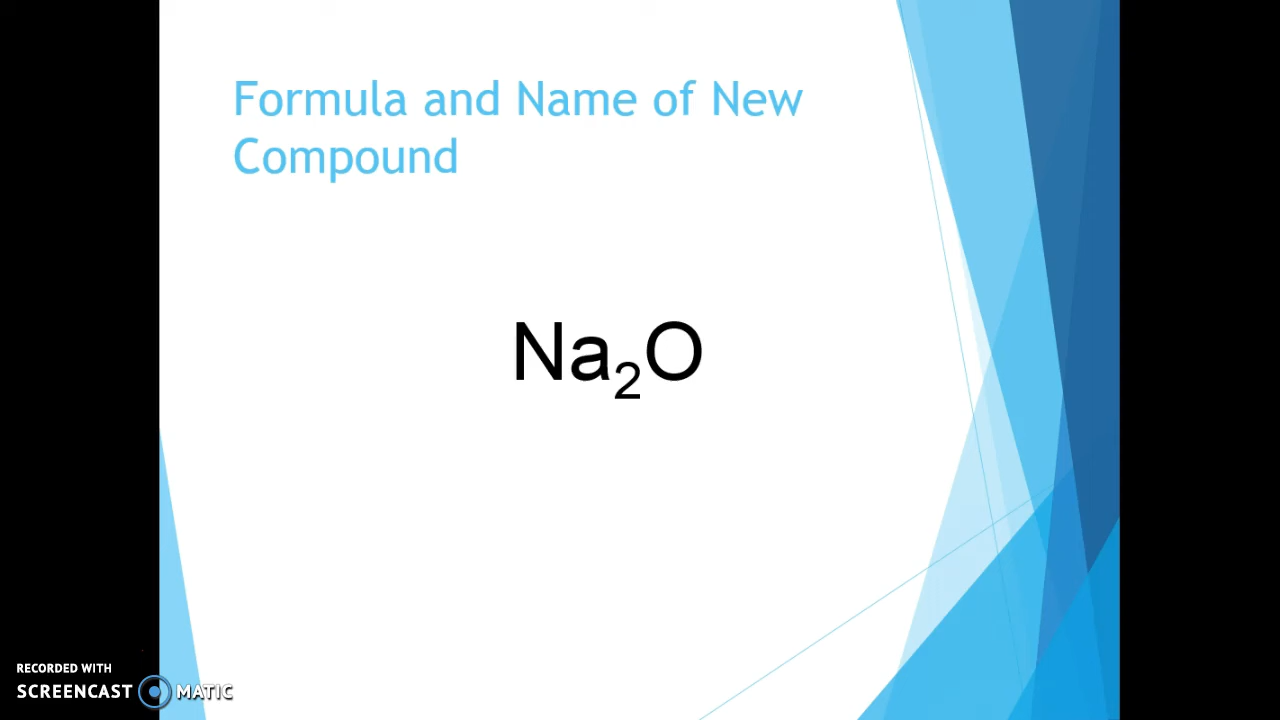 Formula and Name of New
Compound
Na₂O
RECORDED WITH
SCREENCAST MATIC